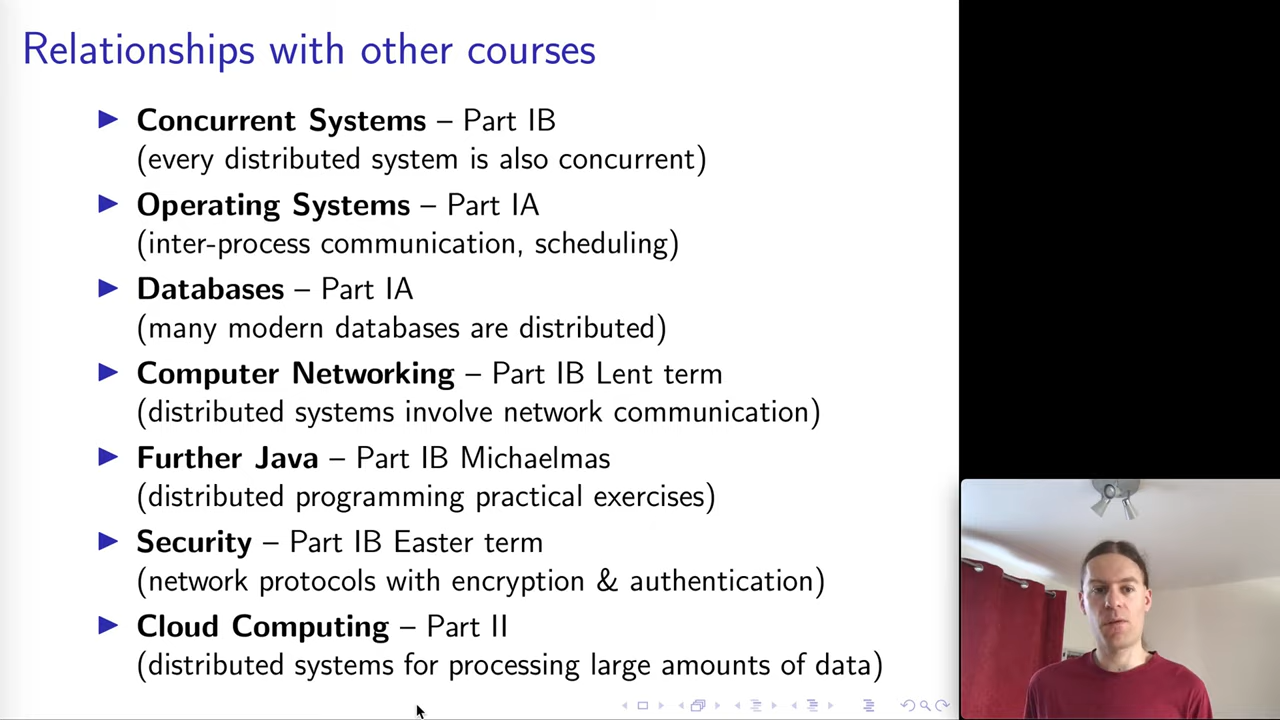 Relationships with other courses
Concurrent Systems – Part IB
(every distributed system is also concurrent)
Operating Systems – Part IA
(inter-process communication, scheduling)
Databases – Part IA
(many modern databases are distributed)
Computer Networking – Part IB Lent term
(distributed systems involve network communication)
Further Java – Part IB Michaelmas
(distributed programming practical exercises)
Security – Part IB Easter term
(network protocols with encryption & authentication)
Cloud Computing – Part II
(distributed systems for processing large amounts of data)